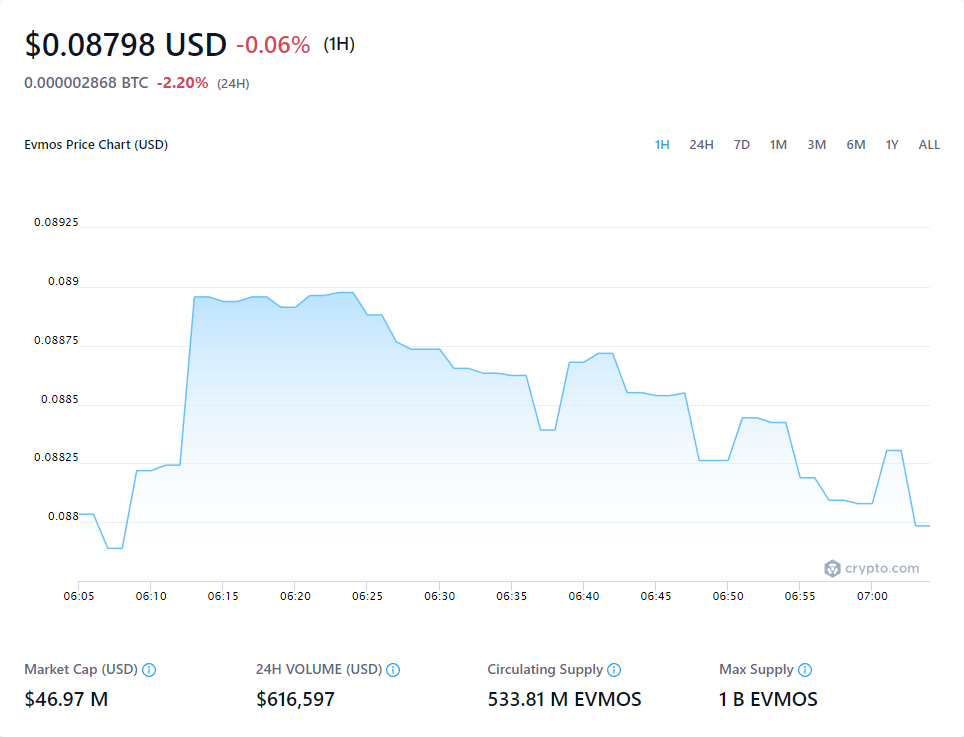 $0.08798 USD -0.06% (1H)
0.000002868 BTC -2.20% (24H)
Evmos Price Chart (USD) 1H 24H 7D 1M 3M 6M 1Y ALL
0.08925
0.089
0.08875
0.0885
0.08825
0.088
crypto.com
06:05 06:10 06:15 06:20 06:25 06:30 06:35 06:40 06:45 06:50 06:55 07:00
Market Cap (USD) 24H VOLUME (USD) Circulating Supply Max Supply
$46.97 M $616,597 533.81 M EVMOS 1 B EVMOS